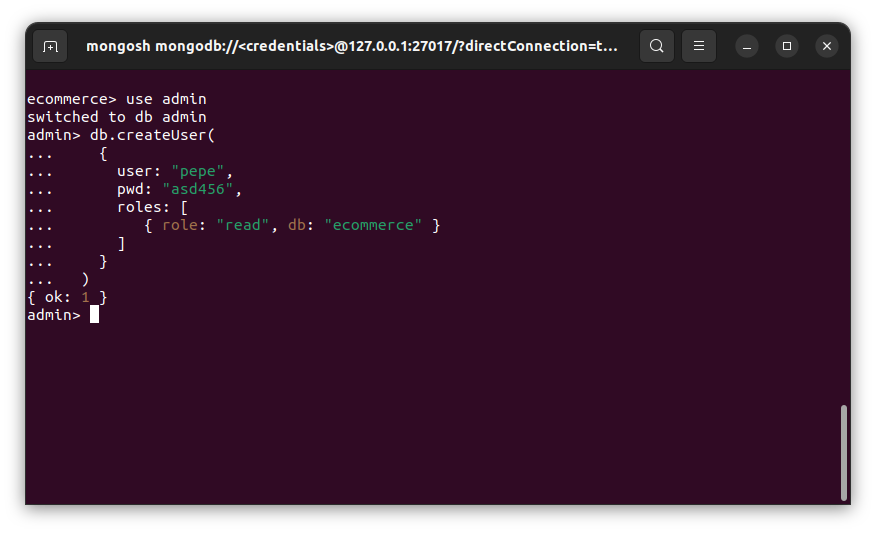 mongosh mongodb://<credentials>@127.0.0.1:27017/?directConnection=t...
ecommerce> use admin
switched to db admin
admin> db.createUser(
...     {
...       user: "pepe",
...       pwd: "asd456",
...       roles: [
...          { role: "read", db: "ecommerce" }
...       ]
...     }
...   )
{ ok: 1 }
admin>